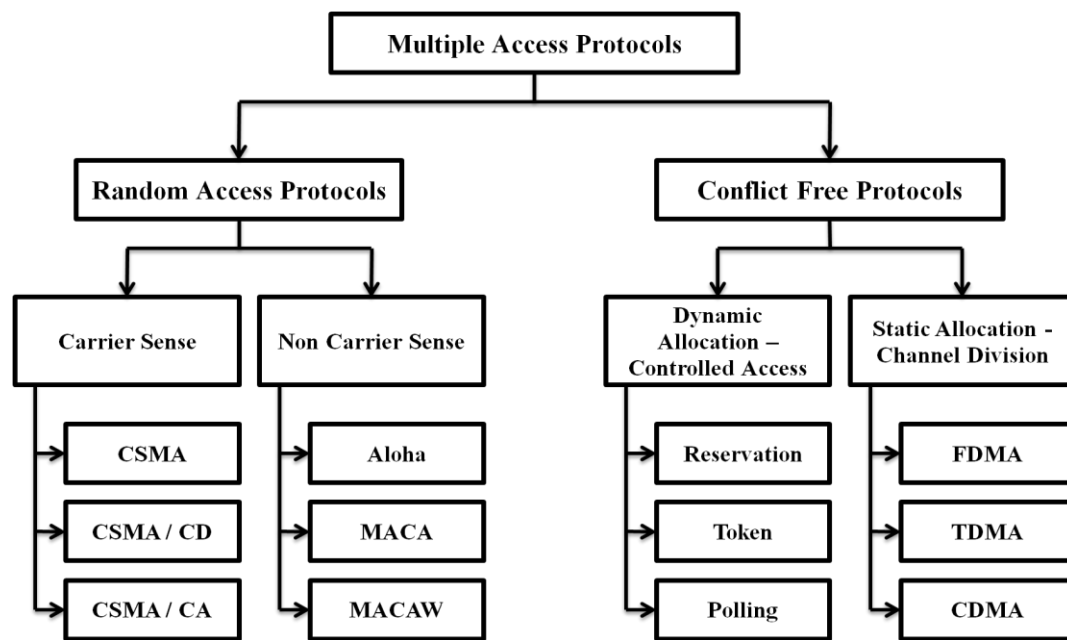 Multiple Access Protocols
Random Access Protocols
Conflict Free Protocols
Carrier Sense
Non Carrier Sense
Dynamic
Allocation –
Controlled Access
Static Allocation -
Channel Division
CSMA
Aloha
Reservation
FDMA
CSMA / CD
MACA
Token
TDMA
CSMA / CA
MACAW
Polling
CDMA